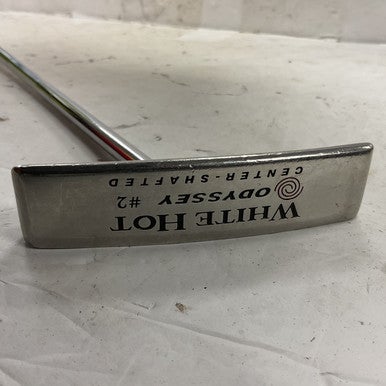 WHITE HOT
ODYSSEY #2
CENTER-SHAFTED